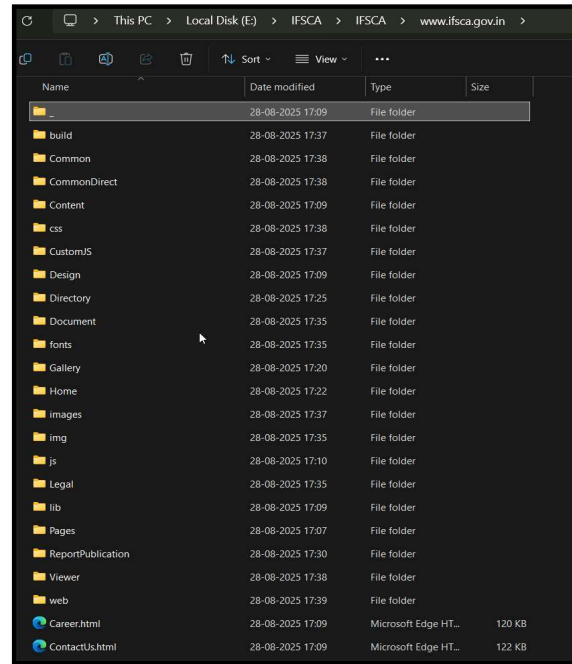 This PC > Local Disk (E:) > IFSCA > IFSCA > www.ifsca.gov.in >
Sort View ...
Name Date modified Type Size
_ 28-08-2025 17:09 File folder
build 28-08-2025 17:37 File folder
Common 28-08-2025 17:38 File folder
CommonDirect 28-08-2025 17:38 File folder
Content 28-08-2025 17:09 File folder
css 28-08-2025 17:38 File folder
CustomJS 28-08-2025 17:37 File folder
Design 28-08-2025 17:09 File folder
Directory 28-08-2025 17:25 File folder
Document 28-08-2025 17:35 File folder
fonts 28-08-2025 17:35 File folder
Gallery 28-08-2025 17:20 File folder
Home 28-08-2025 17:22 File folder
images 28-08-2025 17:37 File folder
img 28-08-2025 17:35 File folder
js 28-08-2025 17:10 File folder
Legal 28-08-2025 17:35 File folder
lib 28-08-2025 17:09 File folder
Pages 28-08-2025 17:07 File folder
ReportPublication 28-08-2025 17:30 File folder
Viewer 28-08-2025 17:38 File folder
web 28-08-2025 17:39 File folder
Career.html 28-08-2025 17:09 Microsoft Edge HT... 120 KB
ContactUs.html 28-08-2025 17:09 Microsoft Edge HT... 122 KB